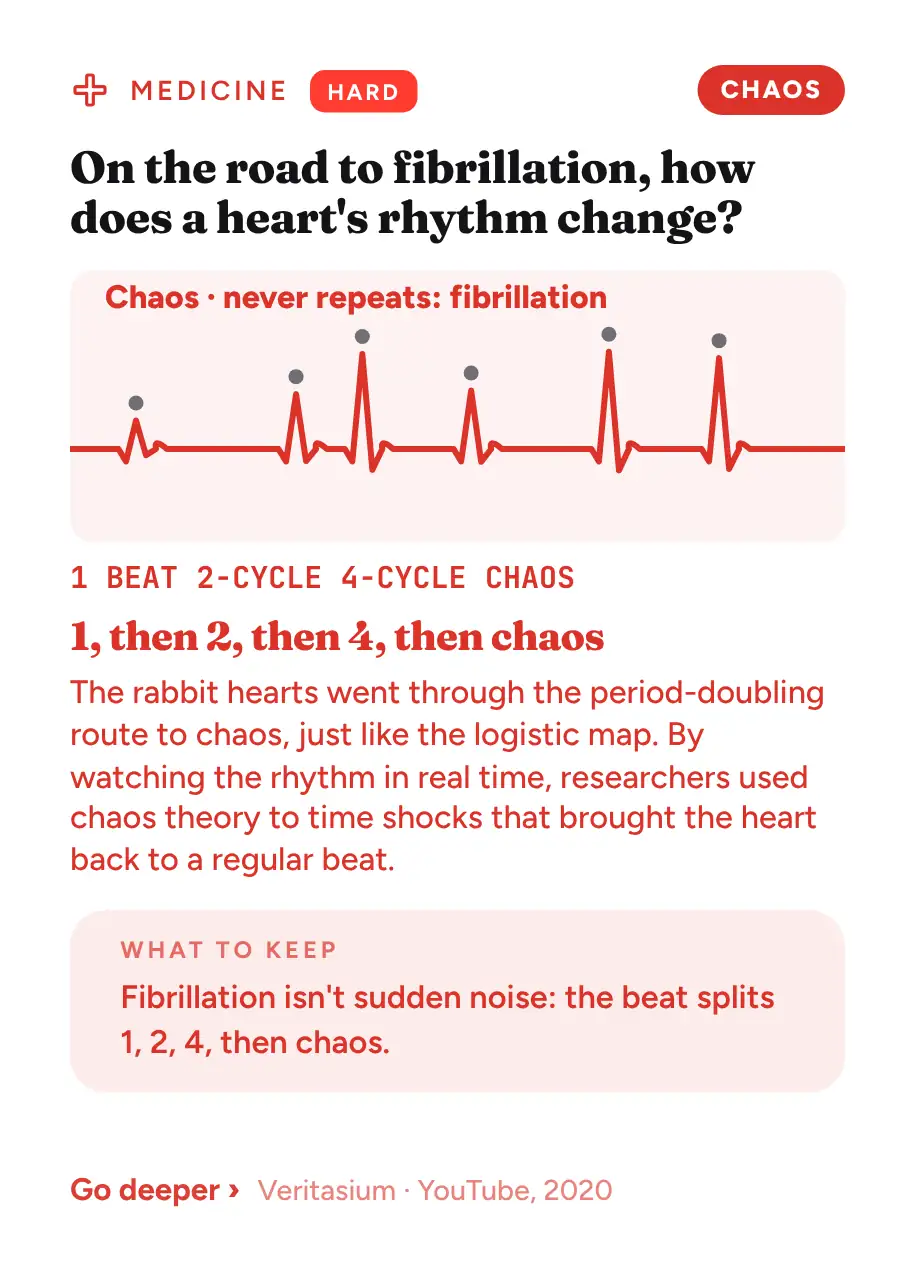 MEDICINE HARD CHAOS
On the road to fibrillation, how
does a heart's rhythm change?
Chaos · never repeats: fibrillation
1 BEAT 2-CYCLE 4-CYCLE CHAOS
1, then 2, then 4, then chaos
The rabbit hearts went through the period-doubling
route to chaos, just like the logistic map. By
watching the rhythm in real time, researchers used
chaos theory to time shocks that brought the heart
back to a regular beat.
WHAT TO KEEP
Fibrillation isn't sudden noise: the beat splits
1, 2, 4, then chaos.
Go deeper › Veritasium · YouTube, 2020